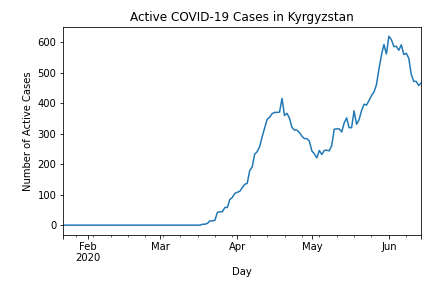 Active COVID-19 Cases in Kyrgyzstan
Number of Active Cases
600
500
400
300
200
100
0
Feb
2020
Mar
Apr
May
Jun
Day